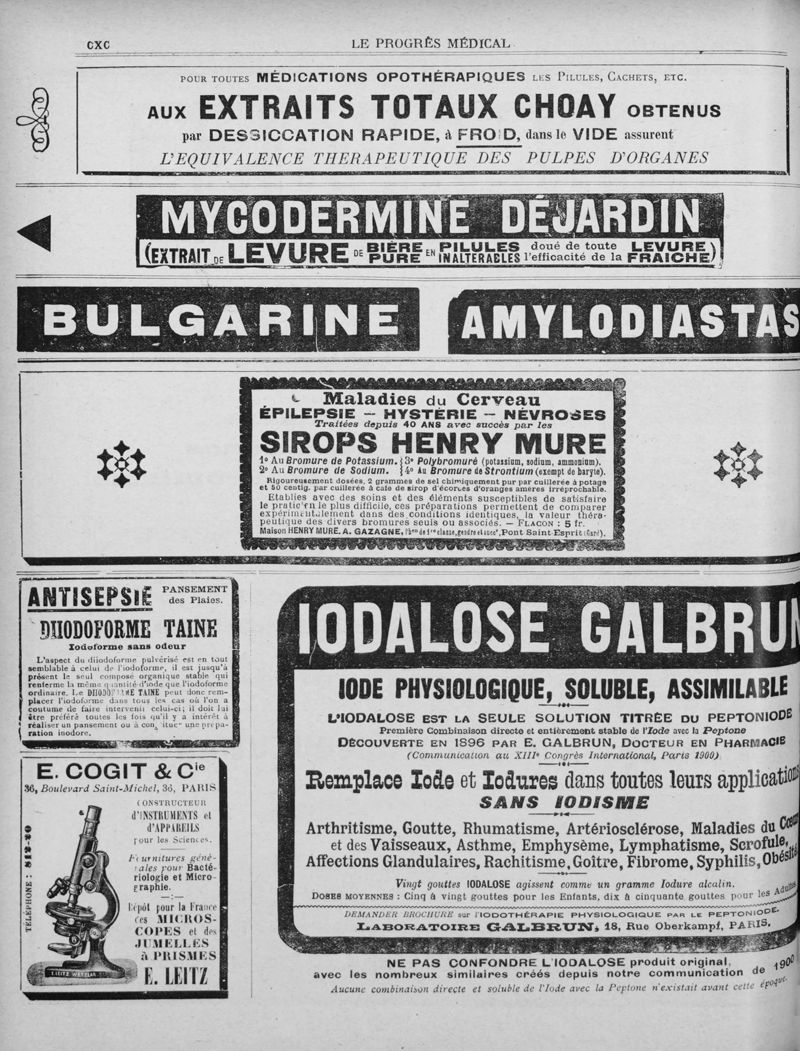 CXC
LE PROGRÈS MÉDICAL
POUR TOUTES MÉDICATIONS OPOTHÉRAPIQUES LES PILULES, CACHETS, ETC.
AUX EXTRAITS TOTAUX CHOAY OBTENUS
par DESSICCATION RAPIDE, à FROID, dans le VIDE assurent
L'EQUIVALENCE THERAPEUTIQUE DES PULPES D'ORGANES
MYCODERMINE DÉJARDIN
(EXTRAIT DE LEVURE DE BIÈRE PURE EN PILULES INALTERABLES doué de toute l'efficacité de la LEVURE FRAICHE)
BULGARINE
AMYLODIASTAS
Maladies du Cerveau
ÉPILEPSIE – HYSTÉRIE – NÉVROSES
Traitées depuis 40 ANS avec succès par les
SIROPS HENRY MURE
1º Au Bromure de Potassium. { 3º Polybromuré (potassium, sodium, ammonium).
2º Au Bromure de Sodium. { 4º Au Bromure de Strontium (exempt de baryte).
Rigoureusement dosées, 2 grammes de sel chimiquement pur par cuillerée à potage
et 50 centig. par cuillerée à café de sirop d'écorces d'oranges amères irréprochable.
Etablies avec des soins et des éléments susceptibles de satisfaire
le praticien le plus difficile, ces préparations permettent de comparer
expérimentalement dans des conditions identiques, la valeur théra-
peutique des divers bromures seuls ou associés. – FLACON : 5 fr.
Maison HENRY MURE, A. GAZAGNE, Phen de 1re classe, gendre et succr, Pont Saint-Esprit (Gard).
ANTISEPSIE PANSEMENT
des Plaies.
DIIODOFORME TAINE
Iodoforme sans odeur
L'aspect du diiodoforme pulvérisé est en tout
semblable à celui de l'iodoforme, il est jusqu'à
présent le seul composé organique stable qui
renferme la même quantité d'iode que l'iodoforme
ordinaire. Le DIIODOFORME TAINE peut donc rem-
placer l'iodoforme dans tous les cas où l'on a
coutume de faire intervenir celui-ci; il doit lui
être préféré toutes les fois qu'il y a intérêt à
réaliser un pansement ou à constituer une prépa-
ration inodore.
E. COGIT & Cie
36, Boulevard Saint-Michel, 36, PARIS
CONSTRUCTEUR
d'INSTRUMENTS et
d'APPAREILS
pour les Sciences.
Fournitures géné-
rales pour Bacté-
riologie et Micro-
graphie.
Dépôt pour la France
des MICROS-
COPES et des
JUMELLES
à PRISMES
E. LEITZ
TÉLÉPHONE : 812-20
E. LEITZ WETZLAR
IODALOSE GALBRUN
IODE PHYSIOLOGIQUE, SOLUBLE, ASSIMILABLE
L'IODALOSE EST LA SEULE SOLUTION TITRÉE DU PEPTONIODE
Première Combinaison directe et entièrement stable de l'Iode avec la Peptone
DÉCOUVERTE EN 1896 PAR E. GALBRUN, DOCTEUR EN PHARMACIE
(Communication au XIIIe Congrès International, Paris 1900)
Remplace Iode et Iodures dans toutes leurs applications
SANS IODISME
Arthritisme, Goutte, Rhumatisme, Artériosclérose, Maladies du Cœur
et des Vaisseaux, Asthme, Emphysème, Lymphatisme, Scrofule,
Affections Glandulaires, Rachitisme, Goître, Fibrome, Syphilis, Obésité
Vingt gouttes IODALOSE agissent comme un gramme Iodure alcalin.
DOSES MOYENNES : Cinq à vingt gouttes pour les Enfants, dix à cinquante gouttes pour les Adultes
DEMANDER BROCHURE sur l'IODOTHÉRAPIE PHYSIOLOGIQUE PAR LE PEPTONIODE.
LABORATOIRE GALBRUN, 18, Rue Oberkampf, PARIS.
NE PAS CONFONDRE L'IODALOSE produit original,
avec les nombreux similaires créés depuis notre communication de 1900
Aucune combinaison directe et soluble de l'Iode avec la Peptone n'existait avant cette époque.